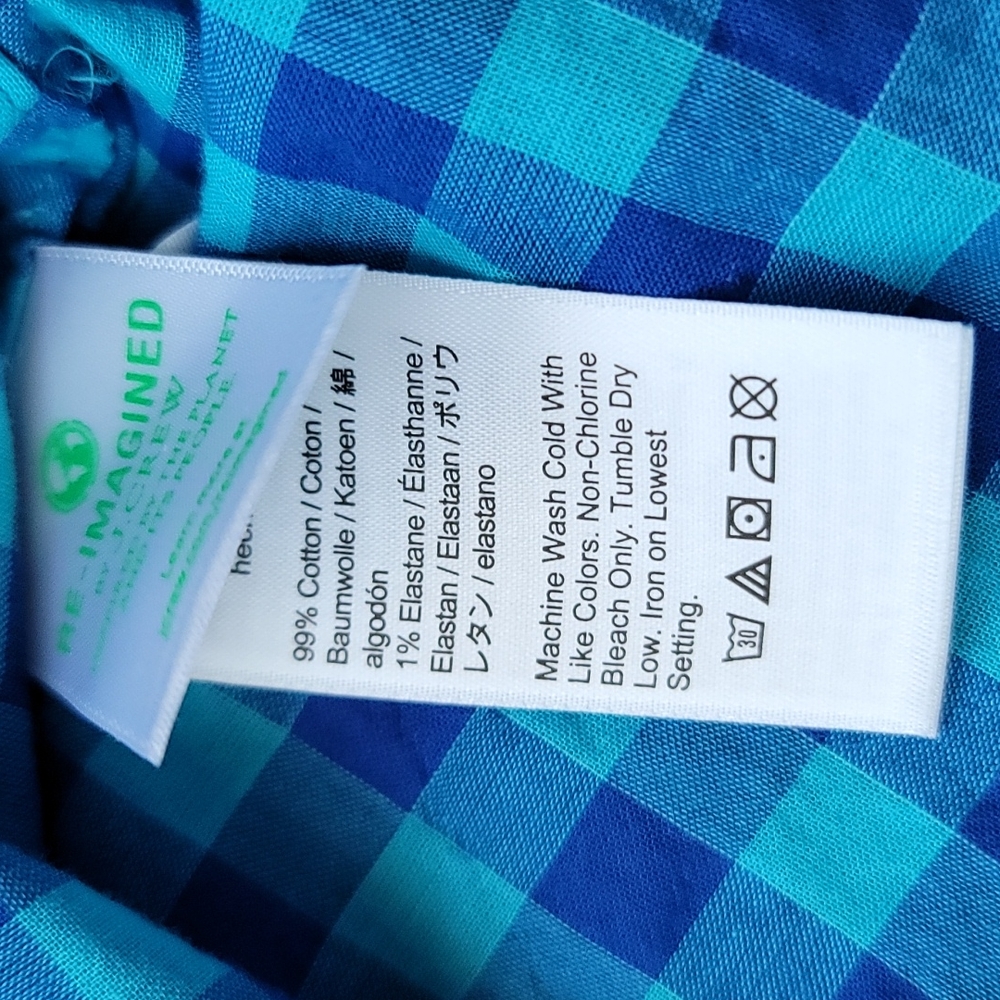 RE-IMAGINED
BY J.CREW
99% Cotton / Coton /
Baumwolle / Katoen / 綿 /
algodón
1% Elastane / Élasthanne /
Elastan / Elastaan / ポリウ
レタン / elastano
Machine Wash Cold With
Like Colors. Non-Chlorine
Bleach Only. Tumble Dry
Low. Iron on Lowest
Setting.
30